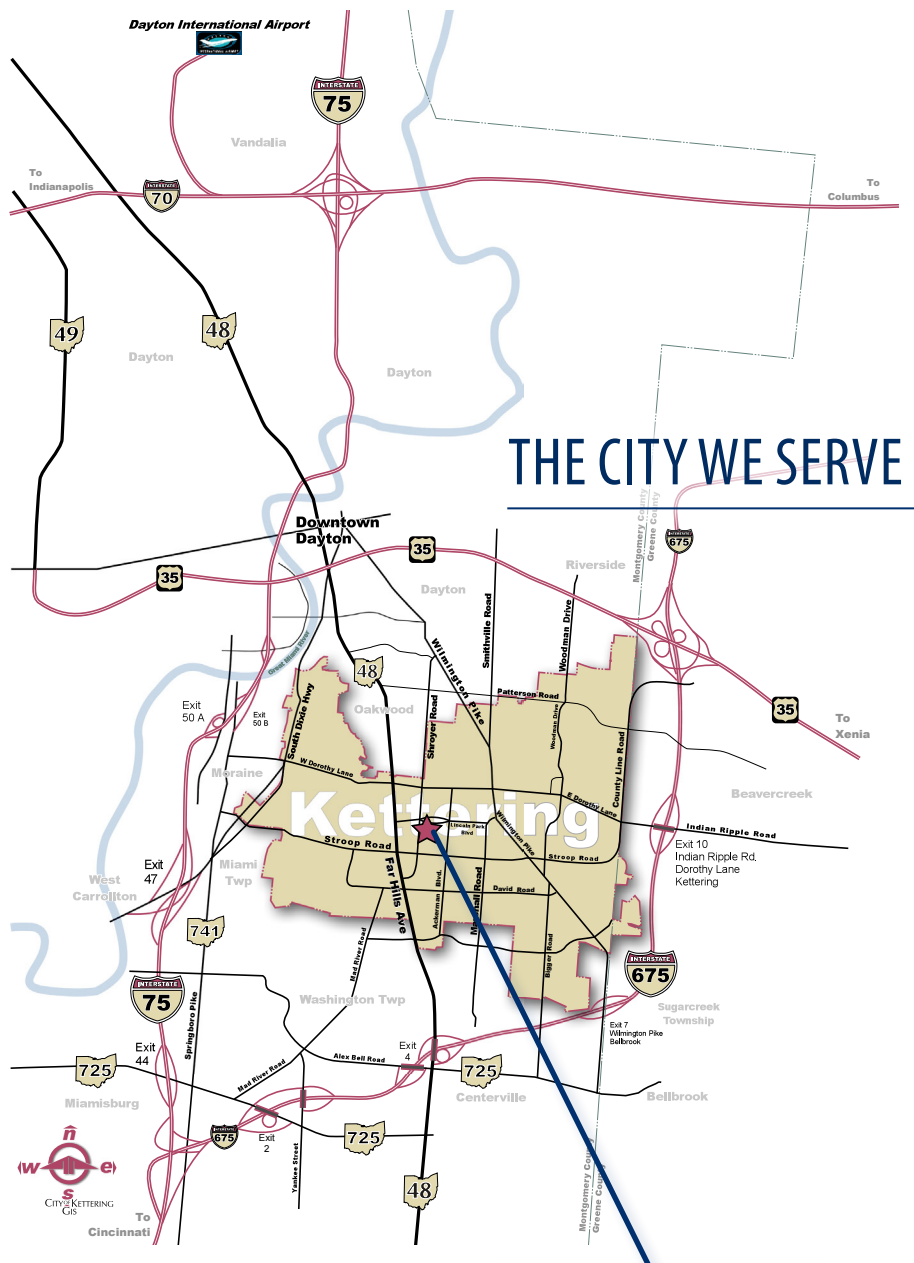 Dayton International Airport
INTERSTATE
75
Vandalia
To
Indianapolis
INTERSTATE
70
To
Columbus
49
48
Dayton
Dayton
THE CITY WE SERVE
Montgomery County
Greene County
Downtown
Dayton
35
35
INTERSTATE
675
Riverside
Dayton
Smithville Road
Woodman Drive
Wilmington Pike
Great Miami River
48
Oakwood
Shroyer Road
Patterson Road
Woodman Drive
County Line Road
35
To
Xenia
Exit
50 A
Exit
50 B
South Dixie Hwy
Moraine
W Dorothy Lane
E Dorothy Lane
Beavercreek
Kettering
Lincoln Park
Blvd
Wilmington Pike
Indian Ripple Road
Exit 10
Indian Ripple Rd,
Dorothy Lane
Kettering
Stroop Road
Stroop Road
Exit
47
Miami
Twp
West
Carrollton
Far Hills Ave
Ackerman Blvd.
Marshall Road
David Road
741
Mad River Road
Bigger Road
INTERSTATE
75
INTERSTATE
675
Washington Twp
Springboro Pike
Sugarcreek
Township
Exit 7
Wilmington Pike
Bellbrook
Exit
44
Exit
4
Alex Bell Road
725
725
Mad River Road
Miamisburg
Centerville
Bellbrook
INTERSTATE
675
Exit
2
725
Yankee Street
n
w e
s
CITY OF KETTERING
GIS
48
To
Cincinnati
Montgomery County
Greene County